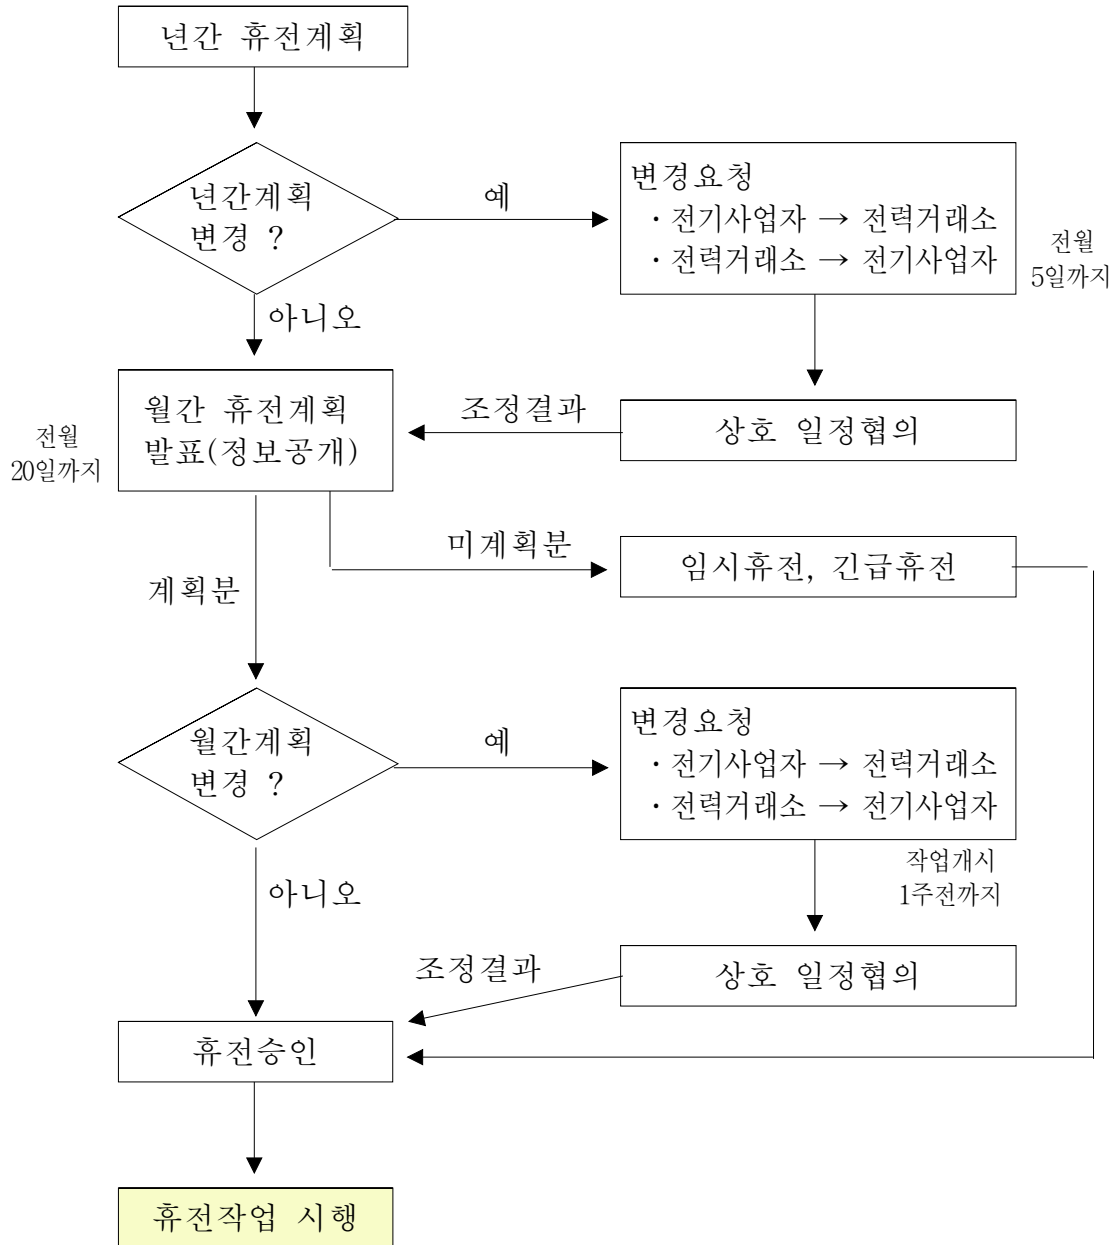 년간 휴전계획
년간계획
변경 ?
예
변경요청
· 전기사업자 → 전력거래소
· 전력거래소 → 전기사업자
전월
5일까지
아니오
월간 휴전계획
발표(정보공개)
전월
20일까지
조정결과
상호 일정협의
미계획분
임시휴전, 긴급휴전
계획분
월간계획
변경 ?
예
변경요청
· 전기사업자 → 전력거래소
· 전력거래소 → 전기사업자
작업개시
1주전까지
아니오
조정결과
상호 일정협의
휴전승인
휴전작업 시행